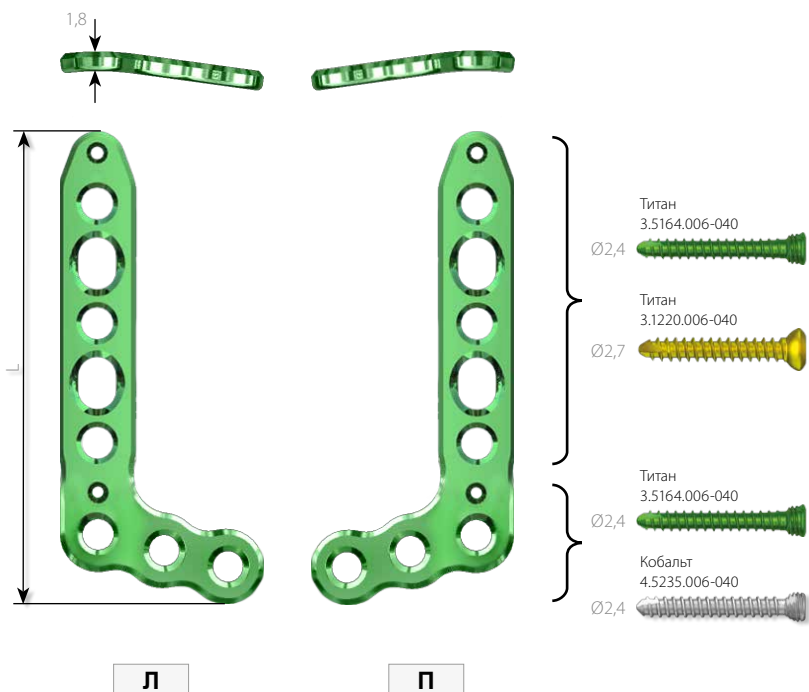 1,8
L
Титан
3.5164.006-040
Ø2,4
Титан
3.1220.006-040
Ø2,7
Титан
3.5164.006-040
Ø2,4
Кобальт
4.5235.006-040
Ø2,4
Л
П